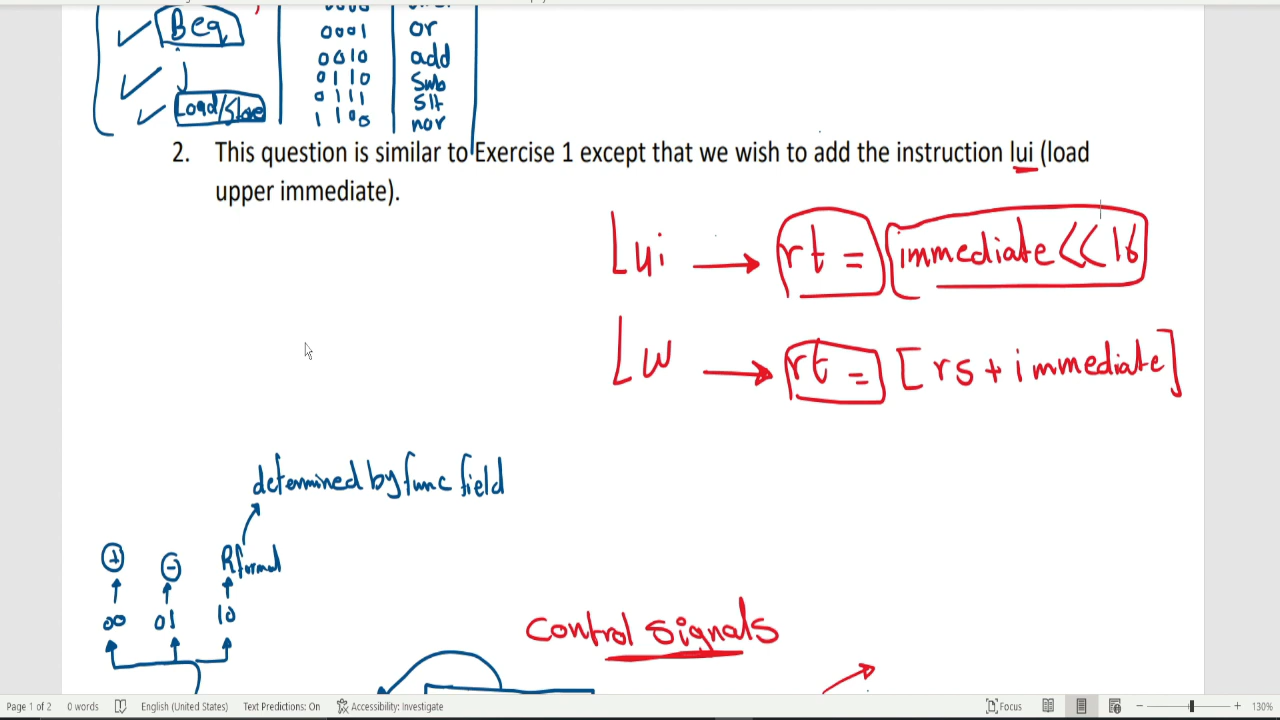 Beq
0001 or
0010 add
j
0110 Sub
0111 Slt
Load/Store
1100 nor
2. This question is similar to Exercise 1 except that we wish to add the instruction lui (load
upper immediate).
Lui → rt = immediate<<16
Lw → rt = [rs + immediate]
determined by func field
+ - Rformat
00 01 10
Control signals
Page 1 of 2 0 words English (United States) Text Predictions: On Accessibility: Investigate Focus 130%